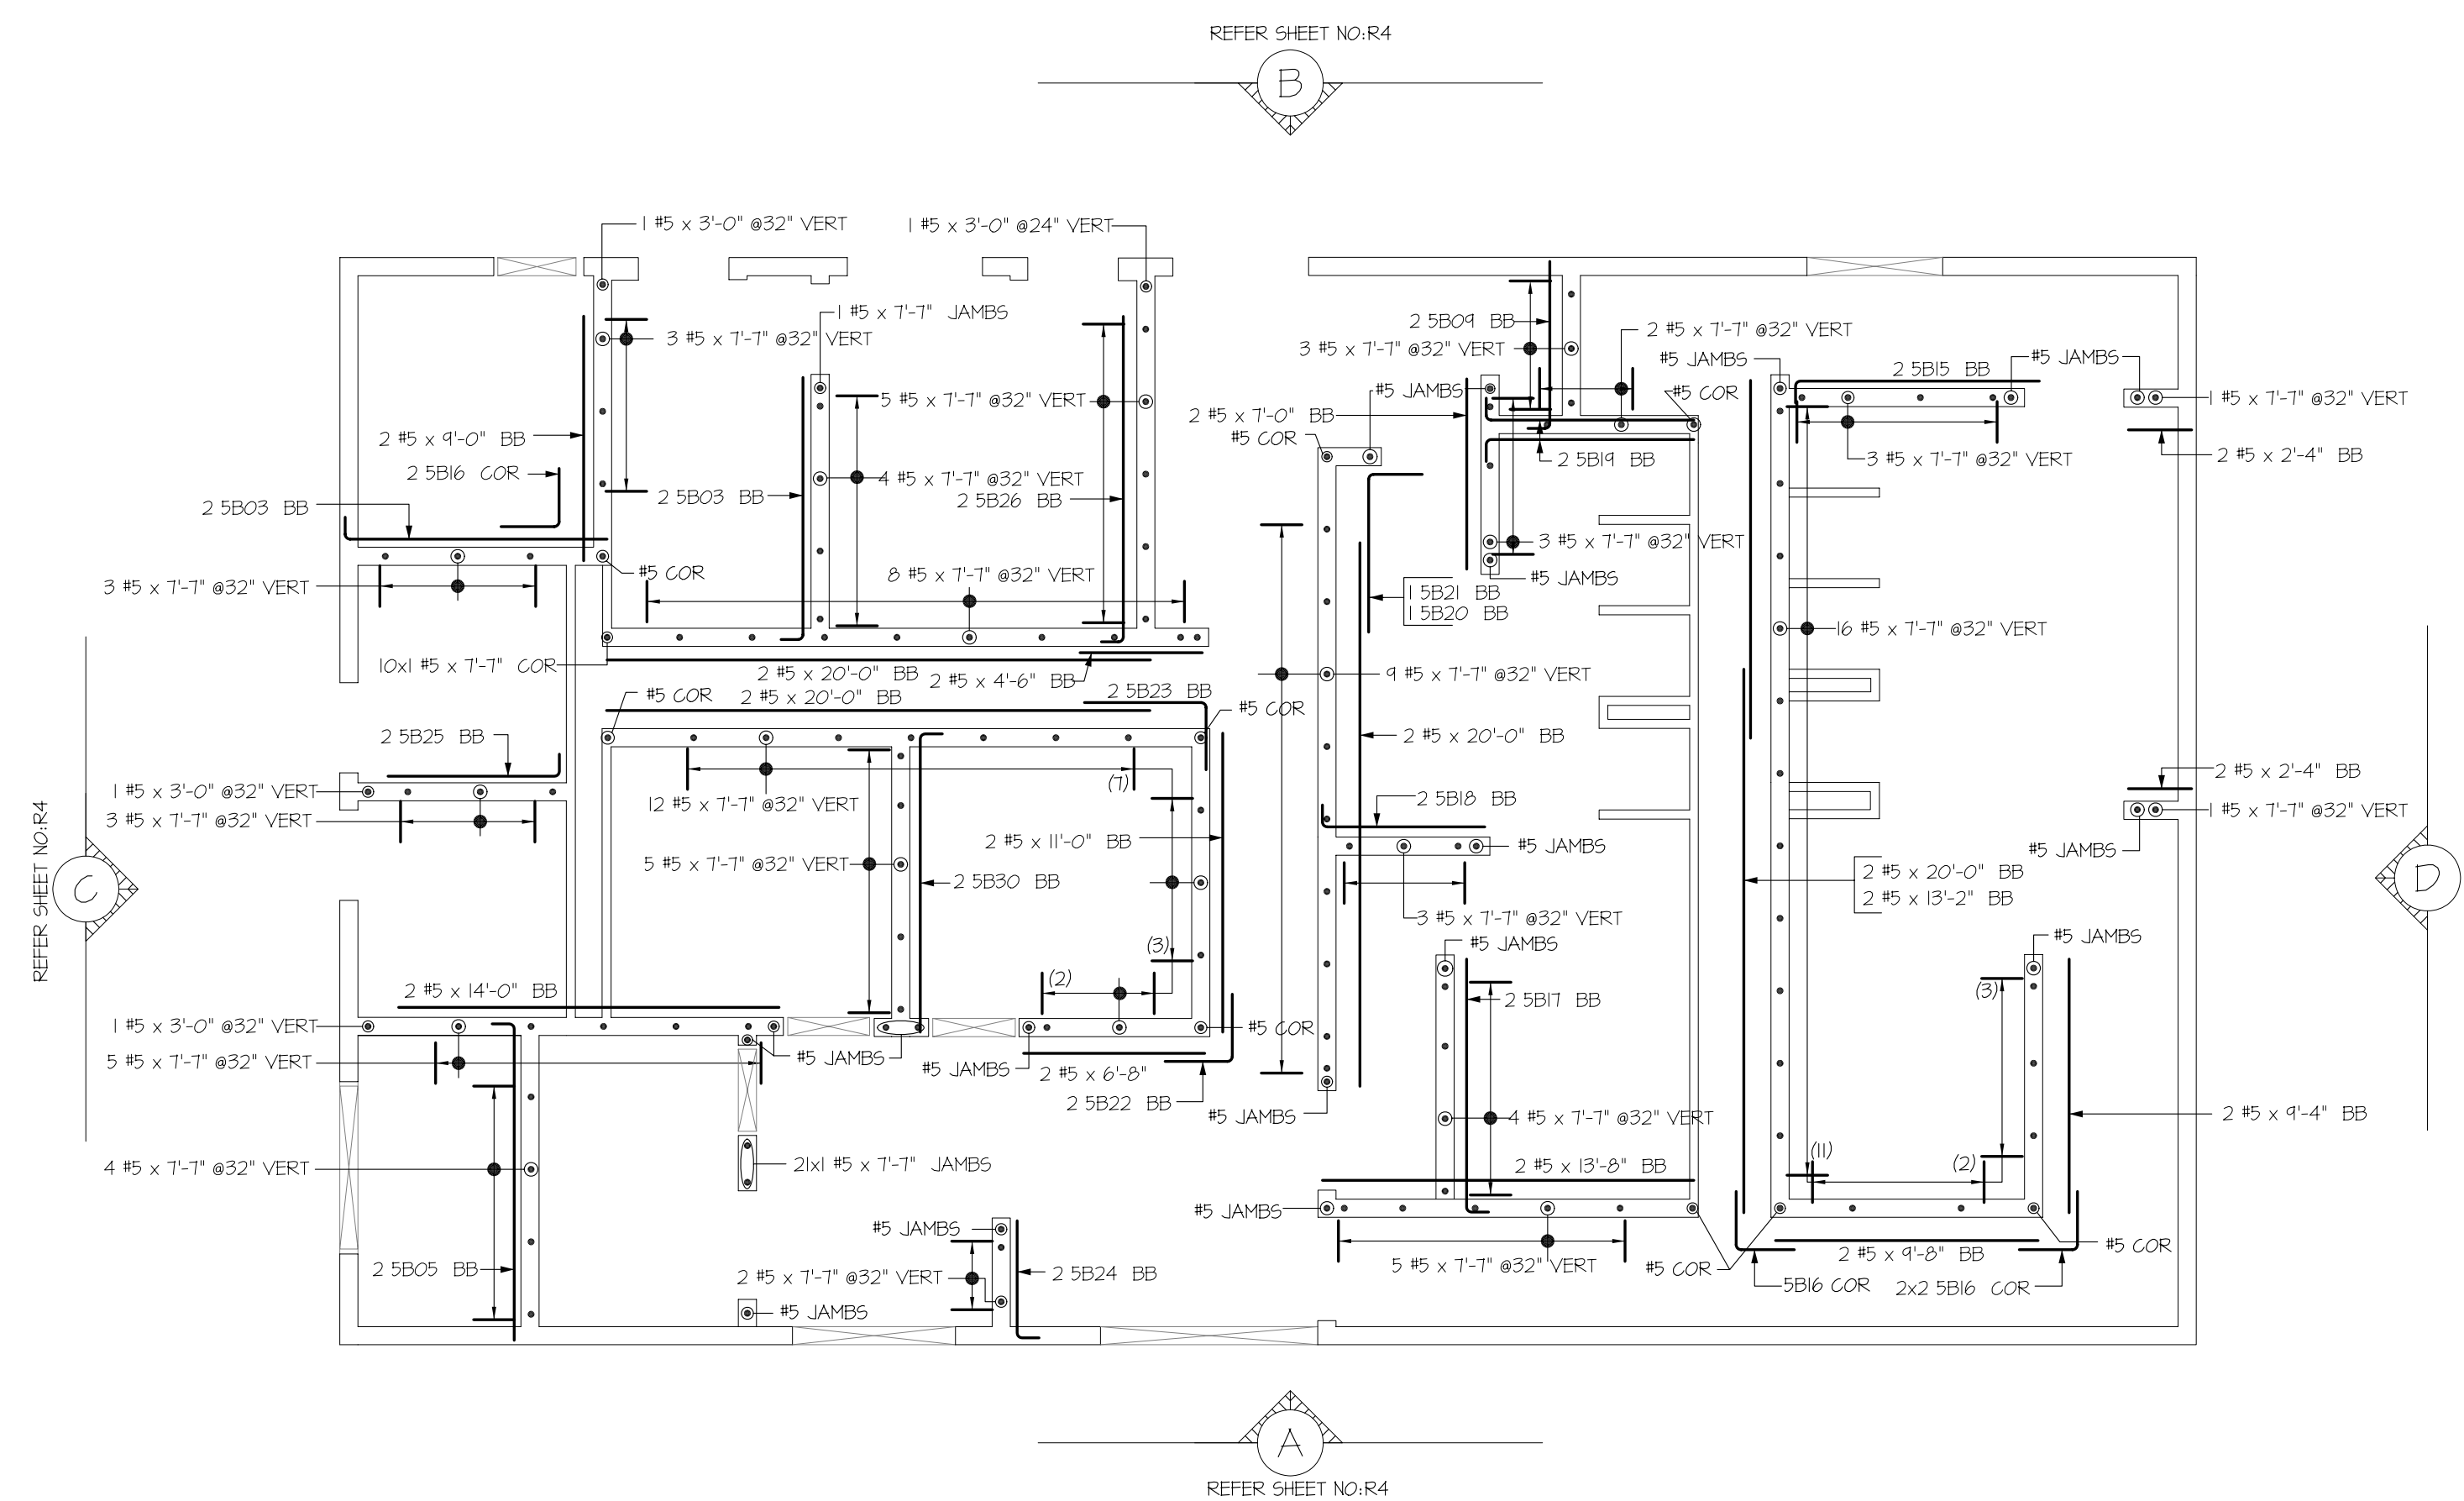 REFER SHEET NO:R4
B
1 #5 x 3'-0" @32" VERT
1 #5 x 3'-0" @24" VERT
1 #5 x 7'-7" JAMBS
3 #5 x 7'-7" @32" VERT
5 #5 x 7'-7" @32" VERT
2 #5 x 9'-0" BB
2 5B16 COR
2 5B03 BB
2 5B03 BB
4 #5 x 7'-7" @32" VERT
2 5B26 BB
3 #5 x 7'-7" @32" VERT
#5 COR
8 #5 x 7'-7" @32" VERT
10x1 #5 x 7'-7" COR
2 #5 x 20'-0" BB
2 #5 x 4'-6" BB
#5 COR
2 #5 x 20'-0" BB
2 5B23 BB
#5 COR
2 5B25 BB
(7)
1 #5 x 3'-0" @32" VERT
12 #5 x 7'-7" @32" VERT
3 #5 x 7'-7" @32" VERT
2 #5 x 11'-0" BB
5 #5 x 7'-7" @32" VERT
2 5B30 BB
(3)
(2)
2 #5 x 14'-0" BB
1 #5 x 3'-0" @32" VERT
#5 COR
5 #5 x 7'-7" @32" VERT
#5 JAMBS
#5 JAMBS
2 #5 x 6'-8"
2 5B22 BB
4 #5 x 7'-7" @32" VERT
21x1 #5 x 7'-7" JAMBS
#5 JAMBS
2 5B05 BB
2 #5 x 7'-7" @32" VERT
2 5B24 BB
#5 JAMBS
2 5B09 BB
3 #5 x 7'-7" @32" VERT
2 #5 x 7'-7" @32" VERT
#5 JAMBS
#5 JAMBS
2 5B15 BB
#5 JAMBS
#5 COR
1 #5 x 7'-7" @32" VERT
2 #5 x 7'-0" BB
#5 COR
2 5B19 BB
3 #5 x 7'-7" @32" VERT
2 #5 x 2'-4" BB
3 #5 x 7'-7" @32" VERT
#5 JAMBS
1 5B21 BB
1 5B20 BB
16 #5 x 7'-7" @32" VERT
9 #5 x 7'-7" @32" VERT
2 #5 x 20'-0" BB
2 5B18 BB
2 #5 x 2'-4" BB
1 #5 x 7'-7" @32" VERT
#5 JAMBS
#5 JAMBS
2 #5 x 20'-0" BB
2 #5 x 13'-2" BB
3 #5 x 7'-7" @32" VERT
#5 JAMBS
#5 JAMBS
2 5B17 BB
(3)
#5 JAMBS
4 #5 x 7'-7" @32" VERT
2 #5 x 9'-4" BB
(11)
(2)
2 #5 x 13'-8" BB
#5 JAMBS
5 #5 x 7'-7" @32" VERT
#5 COR
5B16 COR
2 #5 x 9'-8" BB
2x2 5B16 COR
#5 COR
REFER SHEET NO:R4
C
D
A
REFER SHEET NO:R4